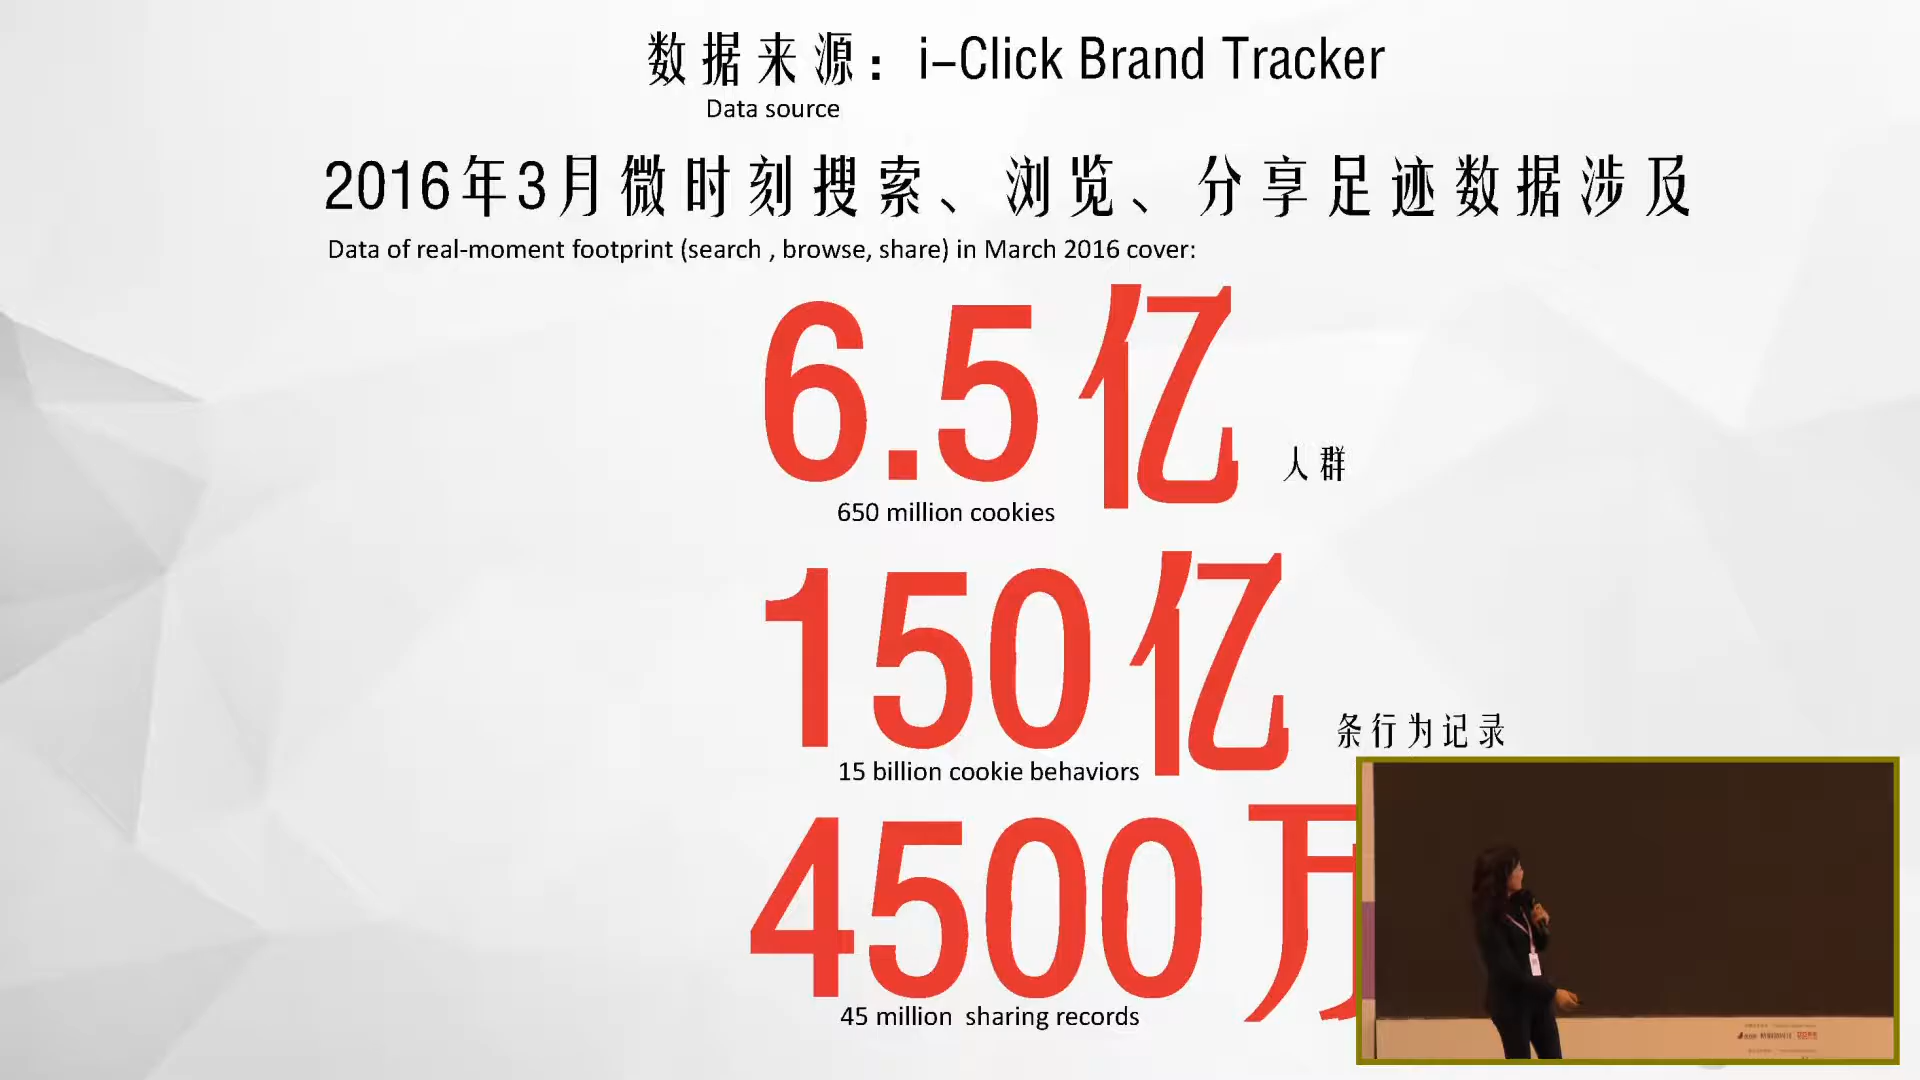 数据来源：i-Click Brand Tracker
Data source
2016年3月微时刻搜索、浏览、分享足迹数据涉及
Data of real-moment footprint (search , browse, share) in March 2016 cover:
6.5亿 人群
650 million cookies
150亿 条行为记录
15 billion cookie behaviors
4500万
45 million sharing records